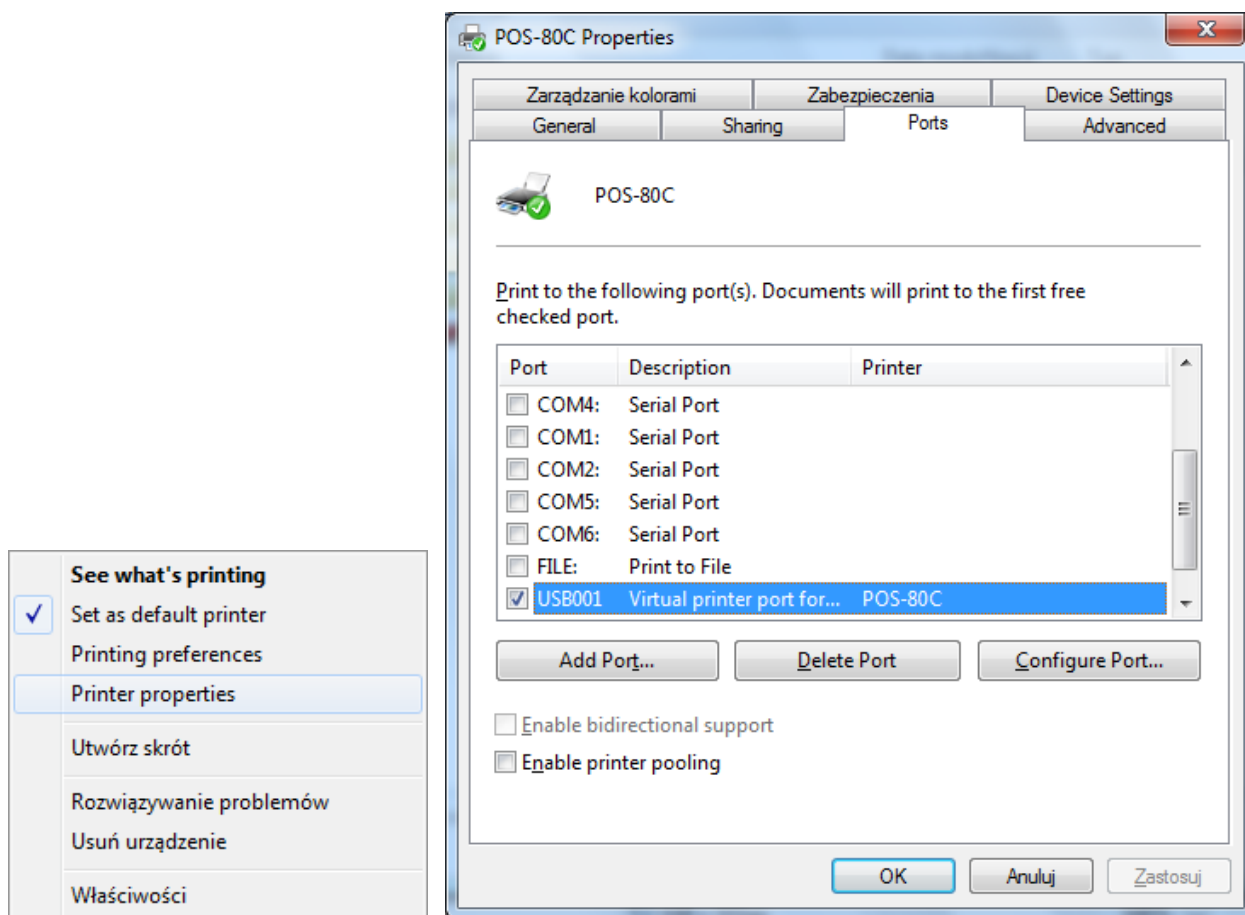 See what's printing
Set as default printer
Printing preferences
Printer properties
Utwórz skrót
Rozwiązywanie problemów
Usuń urządzenie
Właściwości
POS-80C Properties
Zarządzanie kolorami Zabezpieczenia Device Settings
General Sharing Ports Advanced
POS-80C
Print to the following port(s). Documents will print to the first free
checked port.
Port Description Printer
COM4: Serial Port
COM1: Serial Port
COM2: Serial Port
COM5: Serial Port
COM6: Serial Port
FILE: Print to File
USB001 Virtual printer port for... POS-80C
Add Port... Delete Port Configure Port...
Enable bidirectional support
Enable printer pooling
OK Anuluj Zastosuj